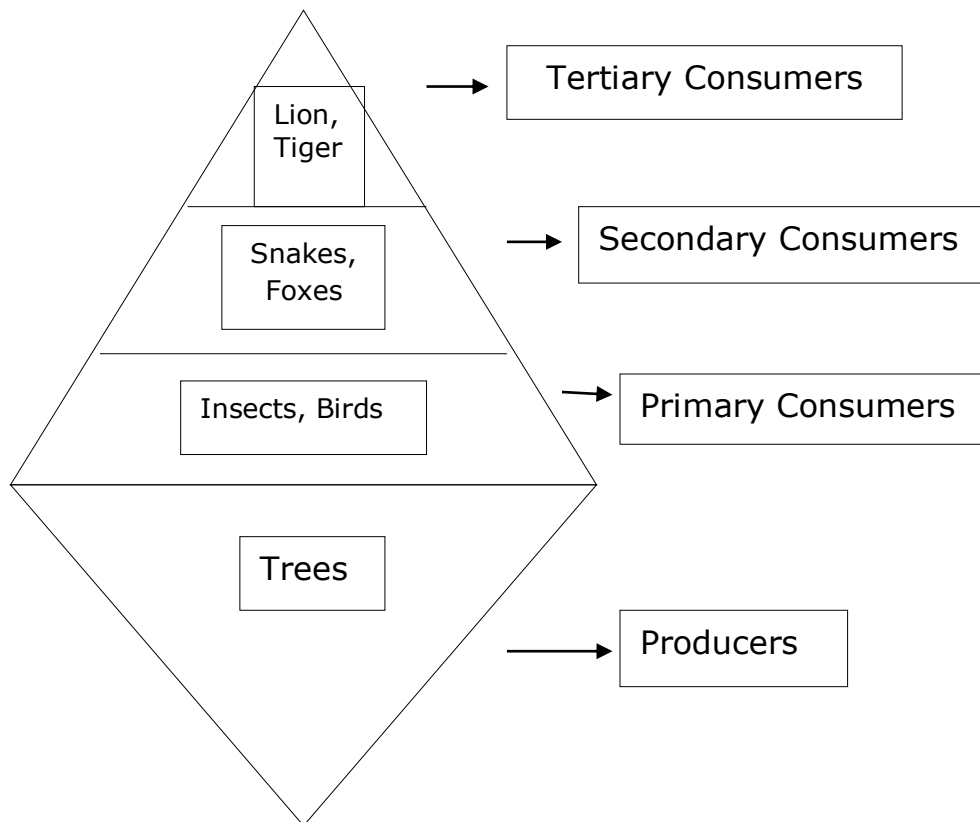 Lion,
Tiger
Tertiary Consumers
Snakes,
Foxes
Secondary Consumers
Insects, Birds
Primary Consumers
Trees
Producers